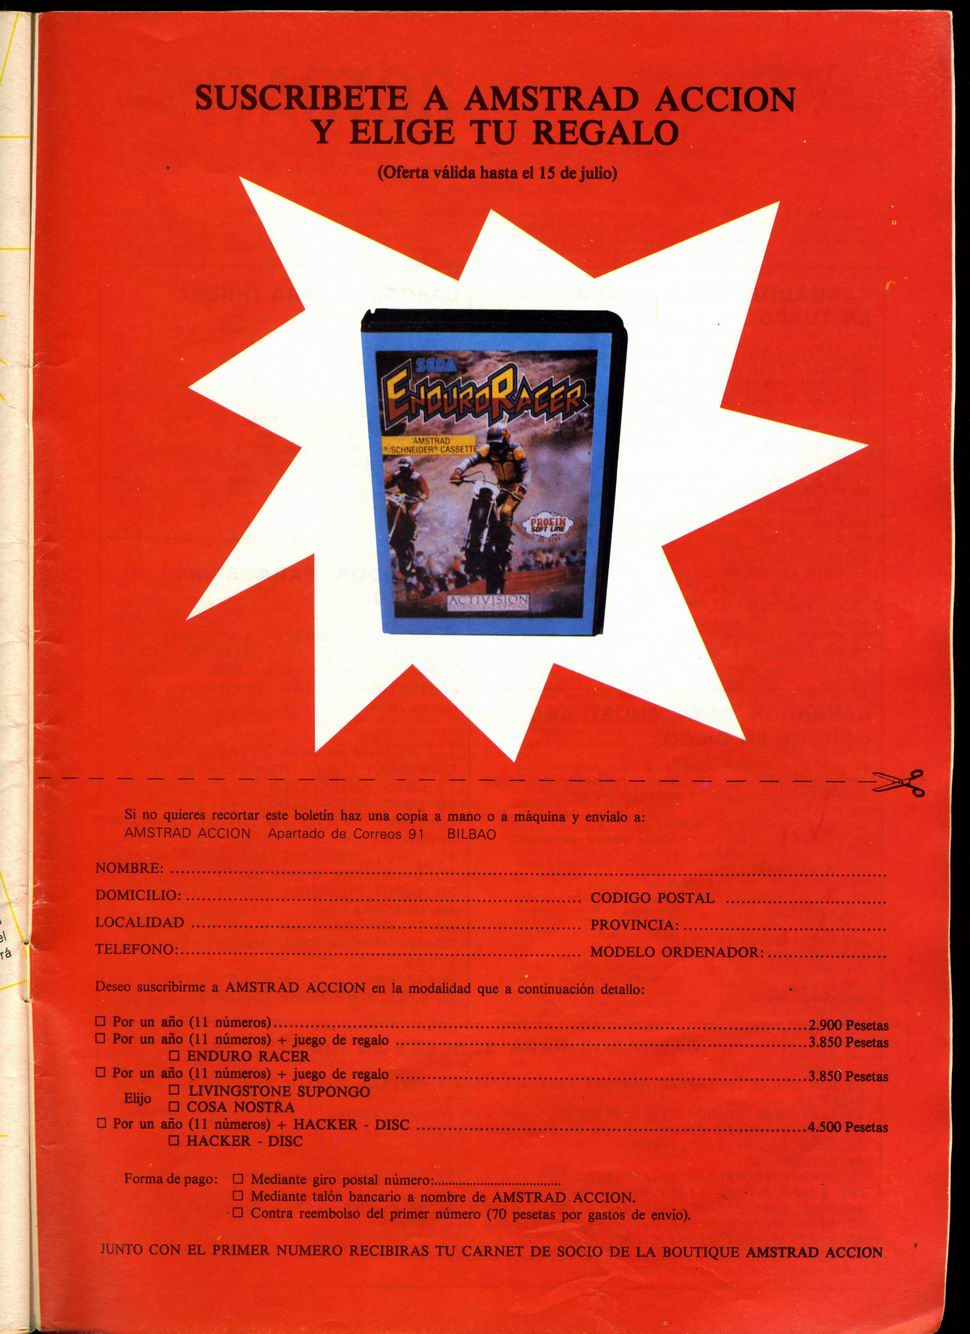 SUSCRIBETE A AMSTRAD ACCION
Y ELIGE TU REGALO
(Oferta válida hasta el 15 de julio)
SEGA
ENDURO RACER
AMSTRAD
SCHNEIDER® CASSETTE
PROEIN
SOFT LINE
ACTIVISION
Si no quieres recortar este boletín haz una copia a mano o a máquina y envialo a:
AMSTRAD ACCION Apartado de Correos 91 BILBAO
NOMBRE:
DOMICILIO: CODIGO POSTAL
LOCALIDAD PROVINCIA:
TELEFONO: MODELO ORDENADOR:
Deseo suscribirme a AMSTRAD ACCION en la modalidad que a continuación detallo:
Por un año (11 números) 2.900 Pesetas
Por un año (11 números) + juego de regalo 3.850 Pesetas
ENDURO RACER
Por un año (11 números) + juego de regalo 3.850 Pesetas
Elijo LIVINGSTONE SUPONGO
COSA NOSTRA
Por un año (11 números) + HACKER - DISC 4.500 Pesetas
HACKER - DISC
Forma de pago: Mediante giro postal número:
Mediante talón bancario a nombre de AMSTRAD ACCION.
Contra reembolso del primer número (70 pesetas por gastos de envío).
JUNTO CON EL PRIMER NUMERO RECIBIRAS TU CARNET DE SOCIO DE LA BOUTIQUE AMSTRAD ACCION
el
rá